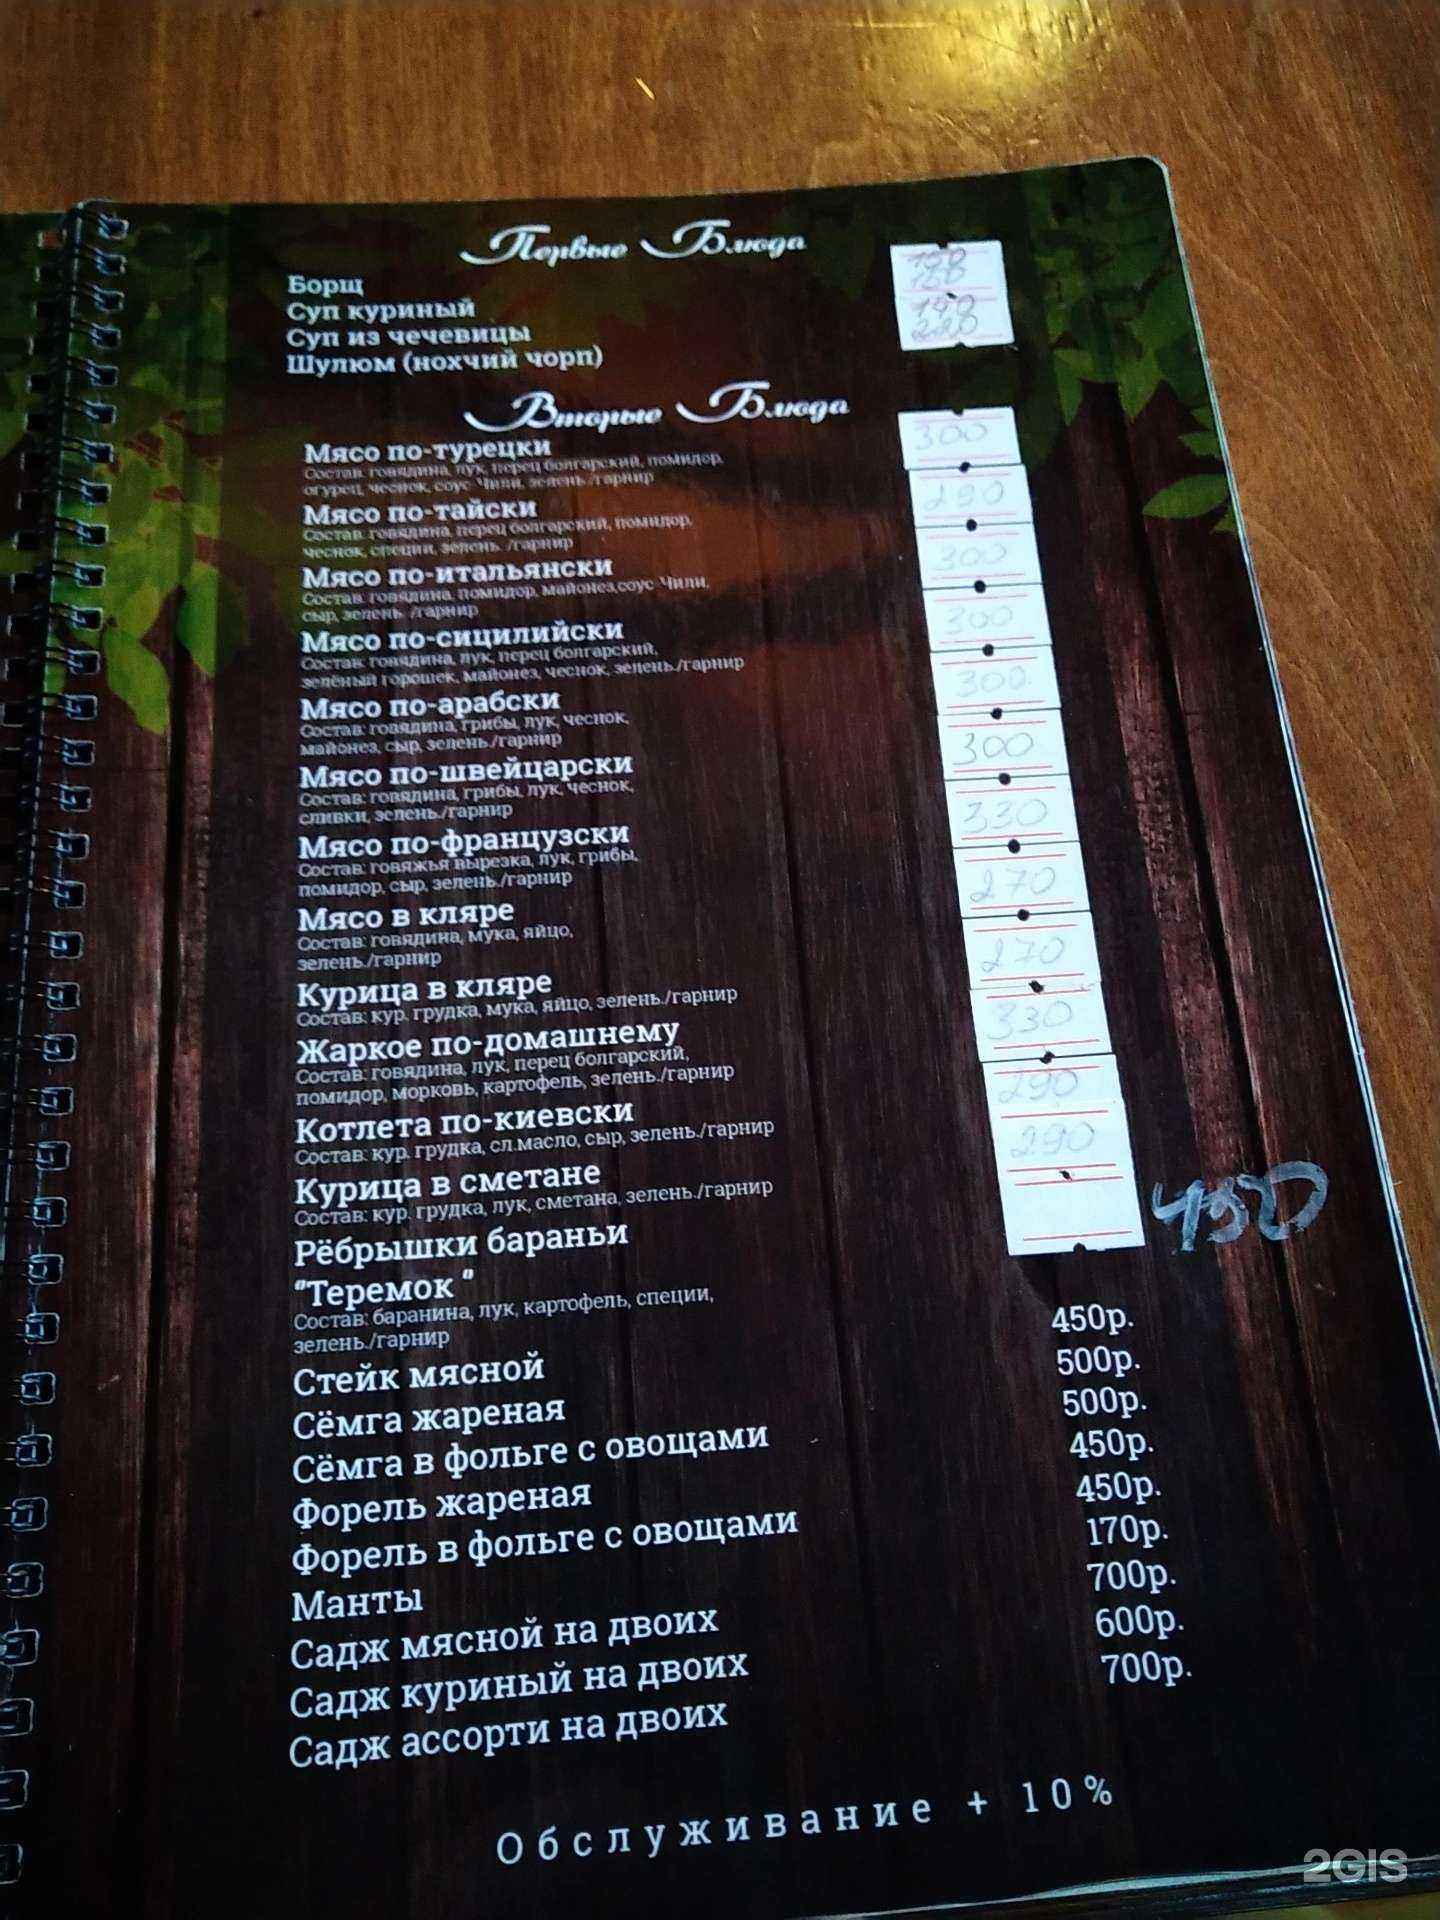 Первые Блюда
Борщ 150
Суп куриный
Суп из чечевицы 140
Шулюм (нохчий чорп) 220
Вторые Блюда
Мясо по-турецки 300
Состав: говядина, лук, перец болгарский, помидор,
огурец, чеснок, соус Чили, зелень./гарнир
Мясо по-тайски 290
Состав: говядина, перец болгарский, помидор,
чеснок, специи, зелень. /гарнир
Мясо по-итальянски 300
Состав: говядина, помидор, майонез,соус Чили,
сыр, зелень. /гарнир
Мясо по-сицилийски 300
Состав: говядина, лук, перец болгарский,
зелёный горошек, майонез, чеснок, зелень./гарнир
Мясо по-арабски 300
Состав: говядина, грибы, лук, чеснок,
майонез, сыр, зелень./гарнир
Мясо по-швейцарски 300
Состав: говядина, грибы, лук, чеснок,
сливки, зелень./гарнир
Мясо по-французски 330
Состав: говяжья вырезка, лук, грибы,
помидор, сыр, зелень./гарнир
Мясо в кляре 270
Состав: говядина, мука, яйцо,
зелень./гарнир
Курица в кляре 270
Состав: кур. грудка, мука, яйцо, зелень./гарнир
Жаркое по-домашнему 330
Состав: говядина, лук, перец болгарский,
помидор, морковь, картофель, зелень./гарнир
Котлета по-киевски 290
Состав: кур. грудка, сл.масло, сыр, зелень./гарнир
Курица в сметане 290
Состав: кур. грудка, лук, сметана, зелень./гарнир
Рёбрышки бараньи 450
"Теремок "
Состав: баранина, лук, картофель, специи,
зелень./гарнир
Стейк мясной 450р.
Сёмга жареная 500р.
Сёмга в фольге с овощами 500р.
Форель жареная 450р.
Форель в фольге с овощами 450р.
Манты 170р.
Садж мясной на двоих 700р.
Садж куриный на двоих 600р.
Садж ассорти на двоих 700р.
Обслуживание + 10%
2GIS